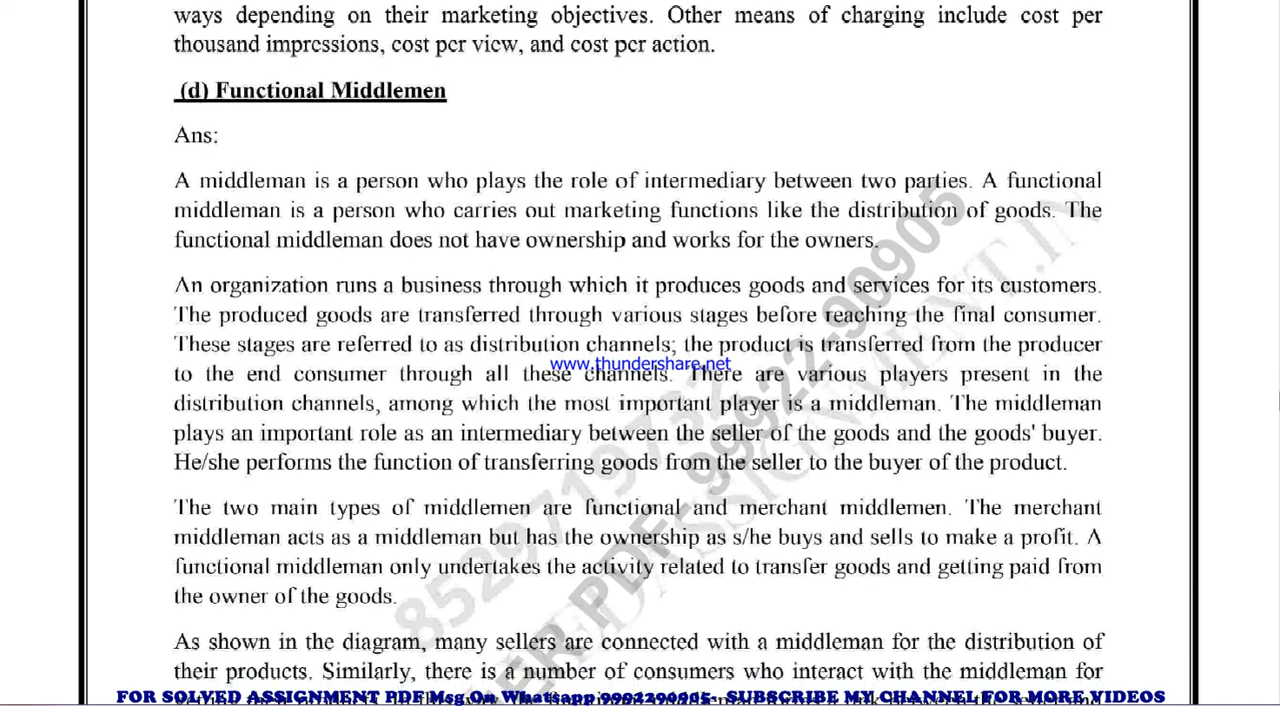 ways depending on their marketing objectives. Other means of charging include cost per
thousand impressions, cost per view, and cost per action.
(d) Functional Middlemen
Ans:
A middleman is a person who plays the role of intermediary between two parties. A functional
middleman is a person who carries out marketing functions like the distribution of goods. The
functional middleman does not have ownership and works for the owners.
An organization runs a business through which it produces goods and services for its customers.
The produced goods are transferred through various stages before reaching the final consumer.
These stages are referred to as distribution channels; the product is transferred from the producer
www.thundershare.net
to the end consumer through all these channels. There are various players present in the
distribution channels, among which the most important player is a middleman. The middleman
plays an important role as an intermediary between the seller of the goods and the goods' buyer.
He/she performs the function of transferring goods from the seller to the buyer of the product.
The two main types of middlemen are functional and merchant middlemen. The merchant
middleman acts as a middleman but has the ownership as s/he buys and sells to make a profit. A
functional middleman only undertakes the activity related to transfer goods and getting paid from
the owner of the goods.
As shown in the diagram, many sellers are connected with a middleman for the distribution of
their products. Similarly, there is a number of consumers who interact with the middleman for
FOR SOLVED ASSIGNMENT PDF Msg On Whatsapp 9992290905- SUBSCRIBE MY CHANNEL FOR MORE VIDEOS
8529719732
ER PDF- 99922-90905
ASSIGNMENT.IN